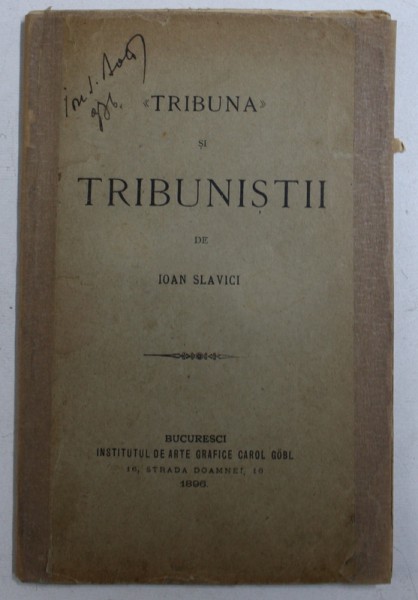 «TRIBUNA»
ȘI
TRIBUNIȘTII
DE
IOAN SLAVICI
BUCURESCI
INSTITUTUL DE ARTE GRAFICE CAROL GÖBL
16, STRADA DOAMNEI, 16
1896